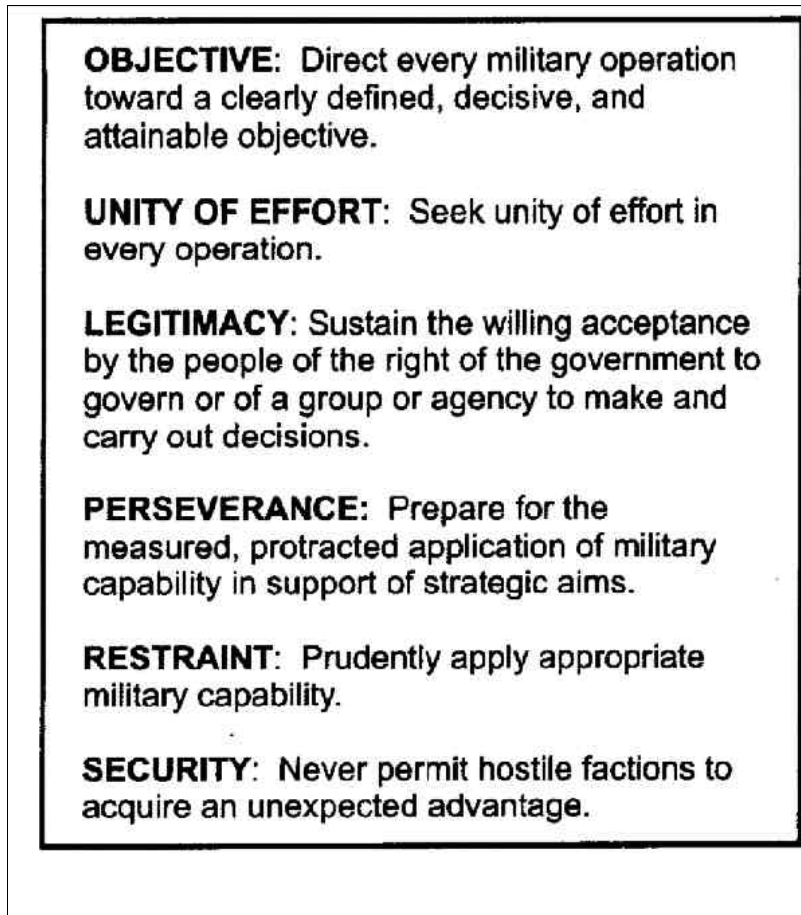 OBJECTIVE: Direct every military operation
toward a clearly defined, decisive, and
attainable objective.
UNITY OF EFFORT: Seek unity of effort in
every operation.
LEGITIMACY: Sustain the willing acceptance
by the people of the right of the government to
govern or of a group or agency to make and
carry out decisions.
PERSEVERANCE: Prepare for the
measured, protracted application of military
capability in support of strategic aims.
RESTRAINT: Prudently apply appropriate
military capability.
SECURITY: Never permit hostile factions to
acquire an unexpected advantage.